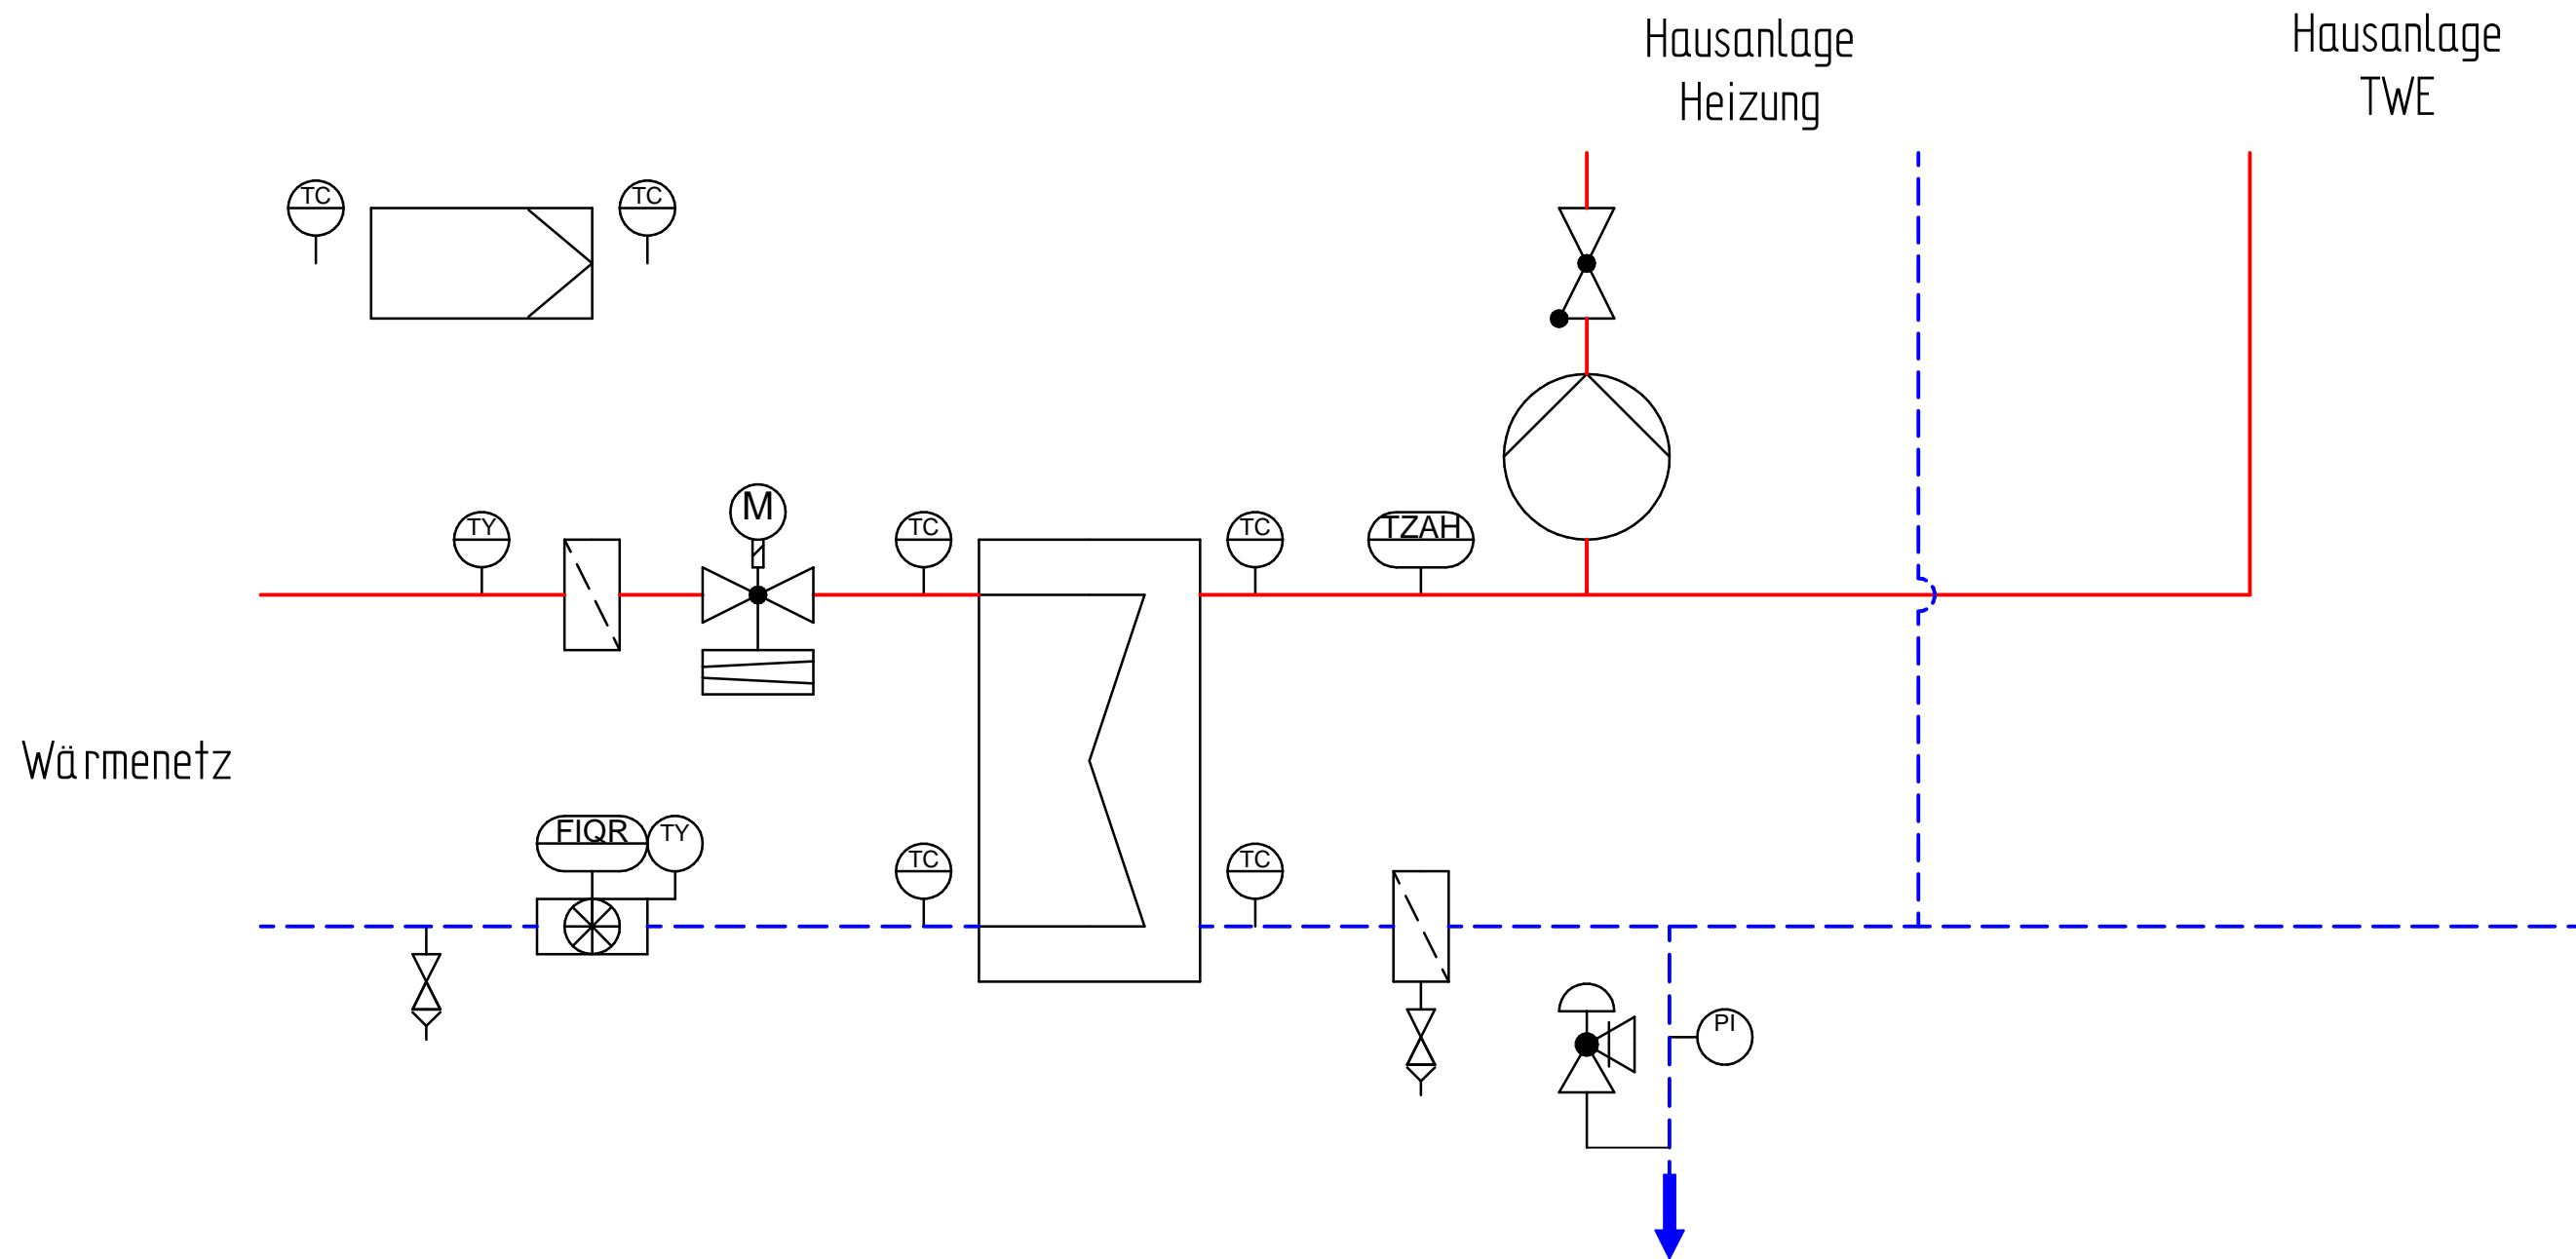 Hausanlage
Heizung
Hausanlage
TWE
TC
TC
TY
M
TC
TC
TZAH
Wärmenetz
FIQR
TY
TC
TC
PI